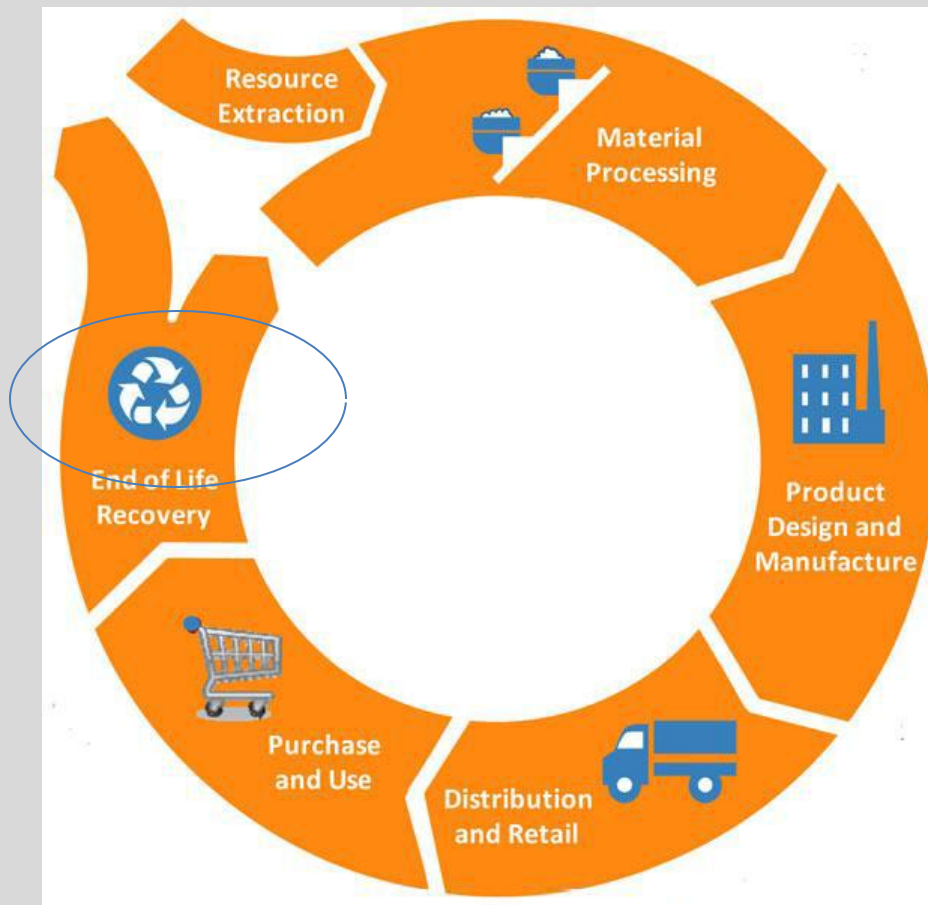 Resource
Extraction
Material
Processing
Product
Design and
Manufacture
Distribution
and Retail
Purchase
and Use
End of Life
Recovery